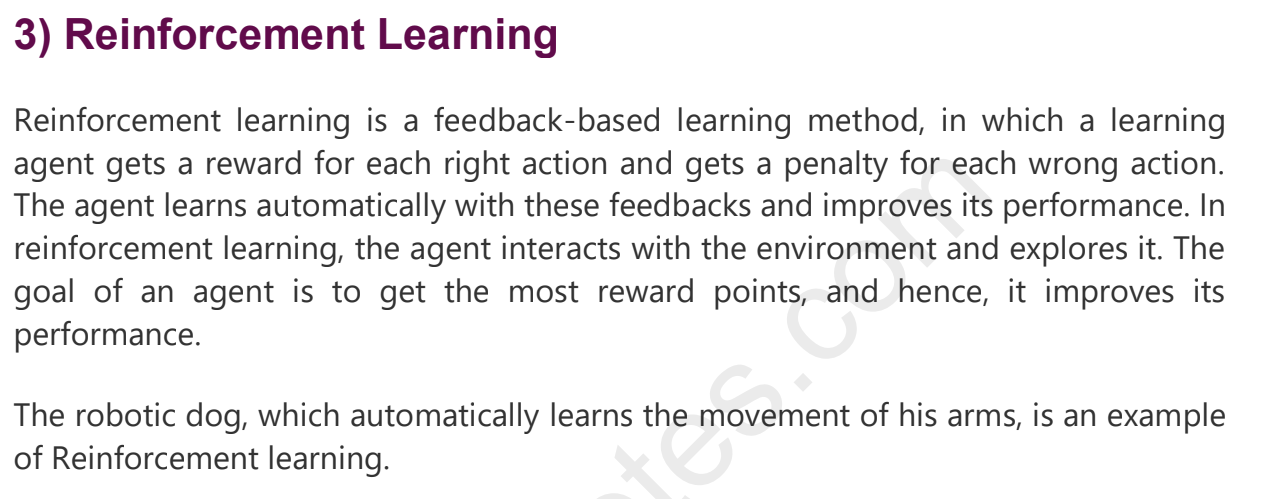 3) Reinforcement Learning
Reinforcement learning is a feedback-based learning method, in which a learning
agent gets a reward for each right action and gets a penalty for each wrong action.
The agent learns automatically with these feedbacks and improves its performance. In
reinforcement learning, the agent interacts with the environment and explores it. The
goal of an agent is to get the most reward points, and hence, it improves its
performance.
The robotic dog, which automatically learns the movement of his arms, is an example
of Reinforcement learning.
tes.com